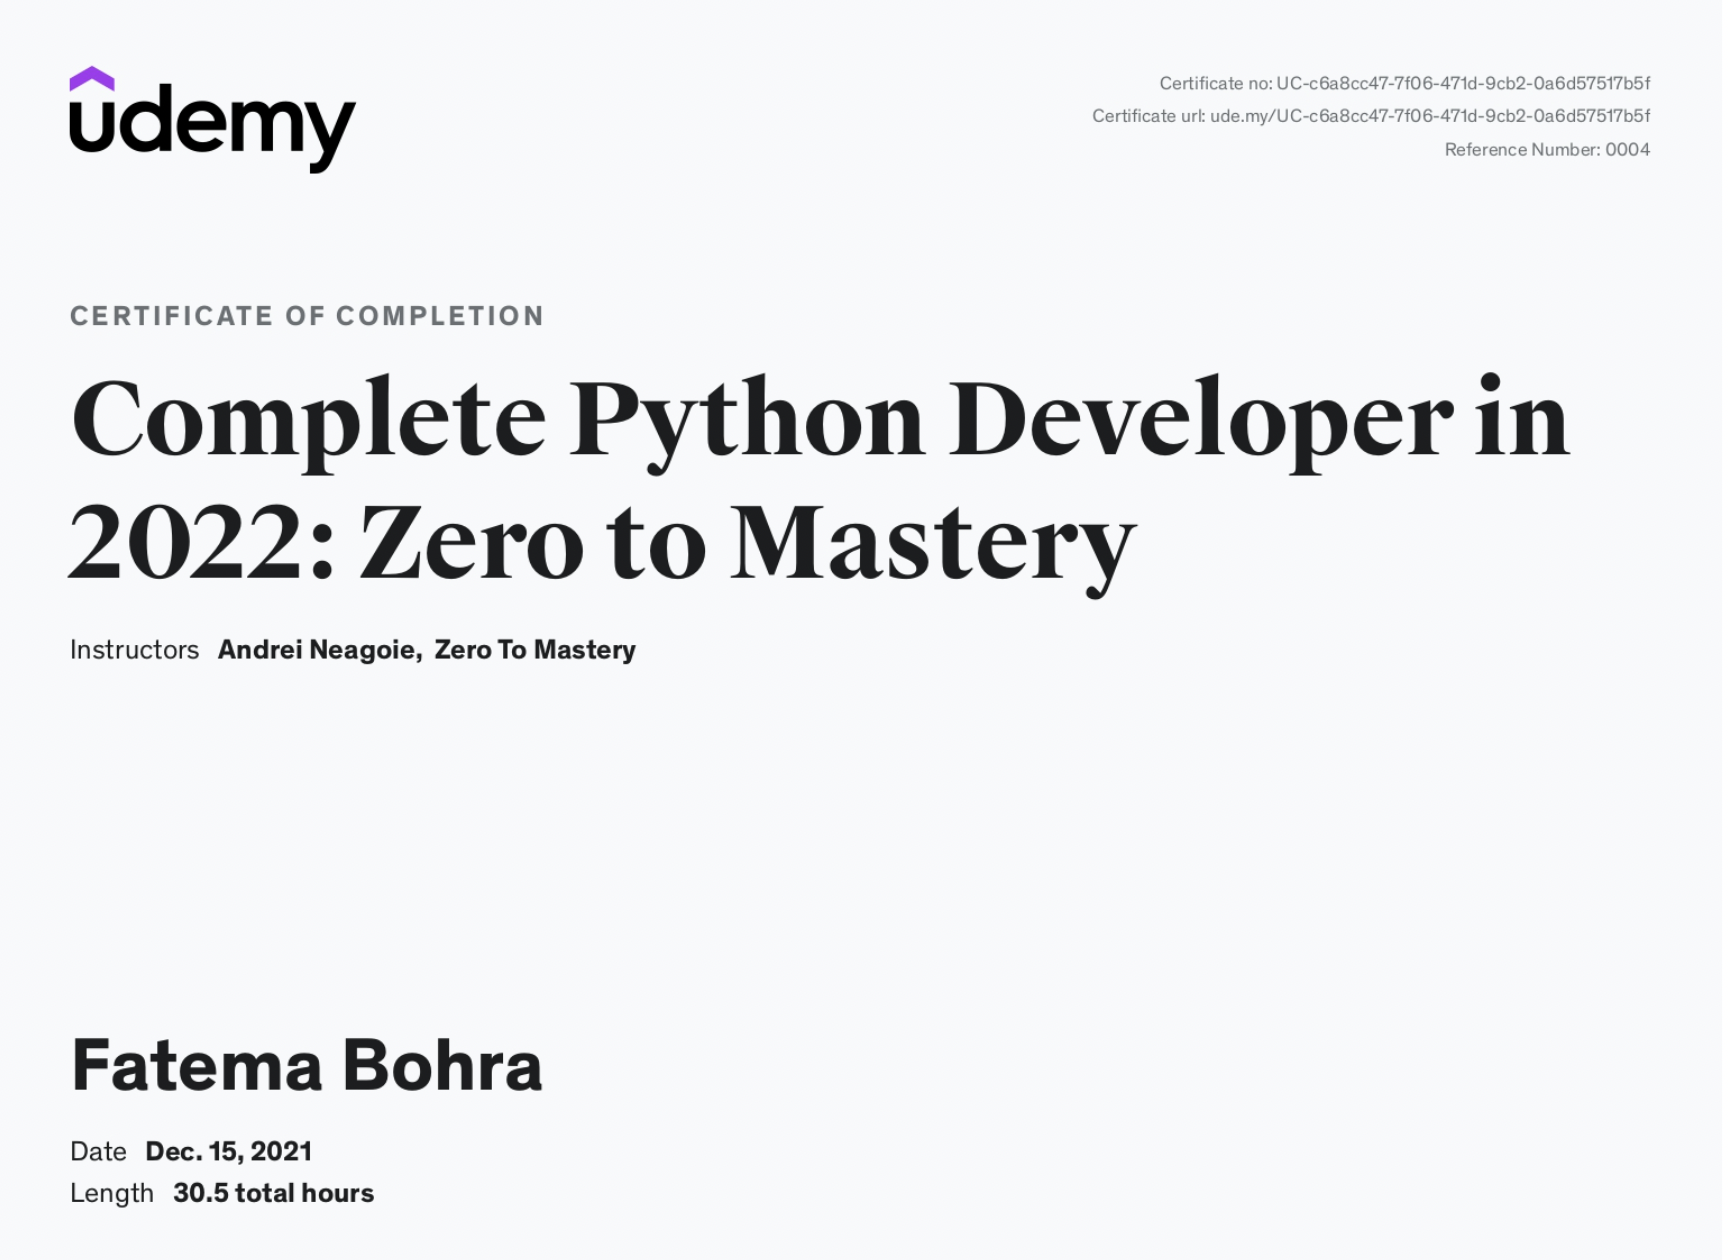 udemy
Certificate no: UC-c6a8cc47-7f06-471d-9cb2-0a6d57517b5f
Certificate url: ude.my/UC-c6a8cc47-7f06-471d-9cb2-0a6d57517b5f
Reference Number: 0004
CERTIFICATE OF COMPLETION
Complete Python Developer in
2022: Zero to Mastery
Instructors Andrei Neagoie, Zero To Mastery
Fatema Bohra
Date Dec. 15, 2021
Length 30.5 total hours